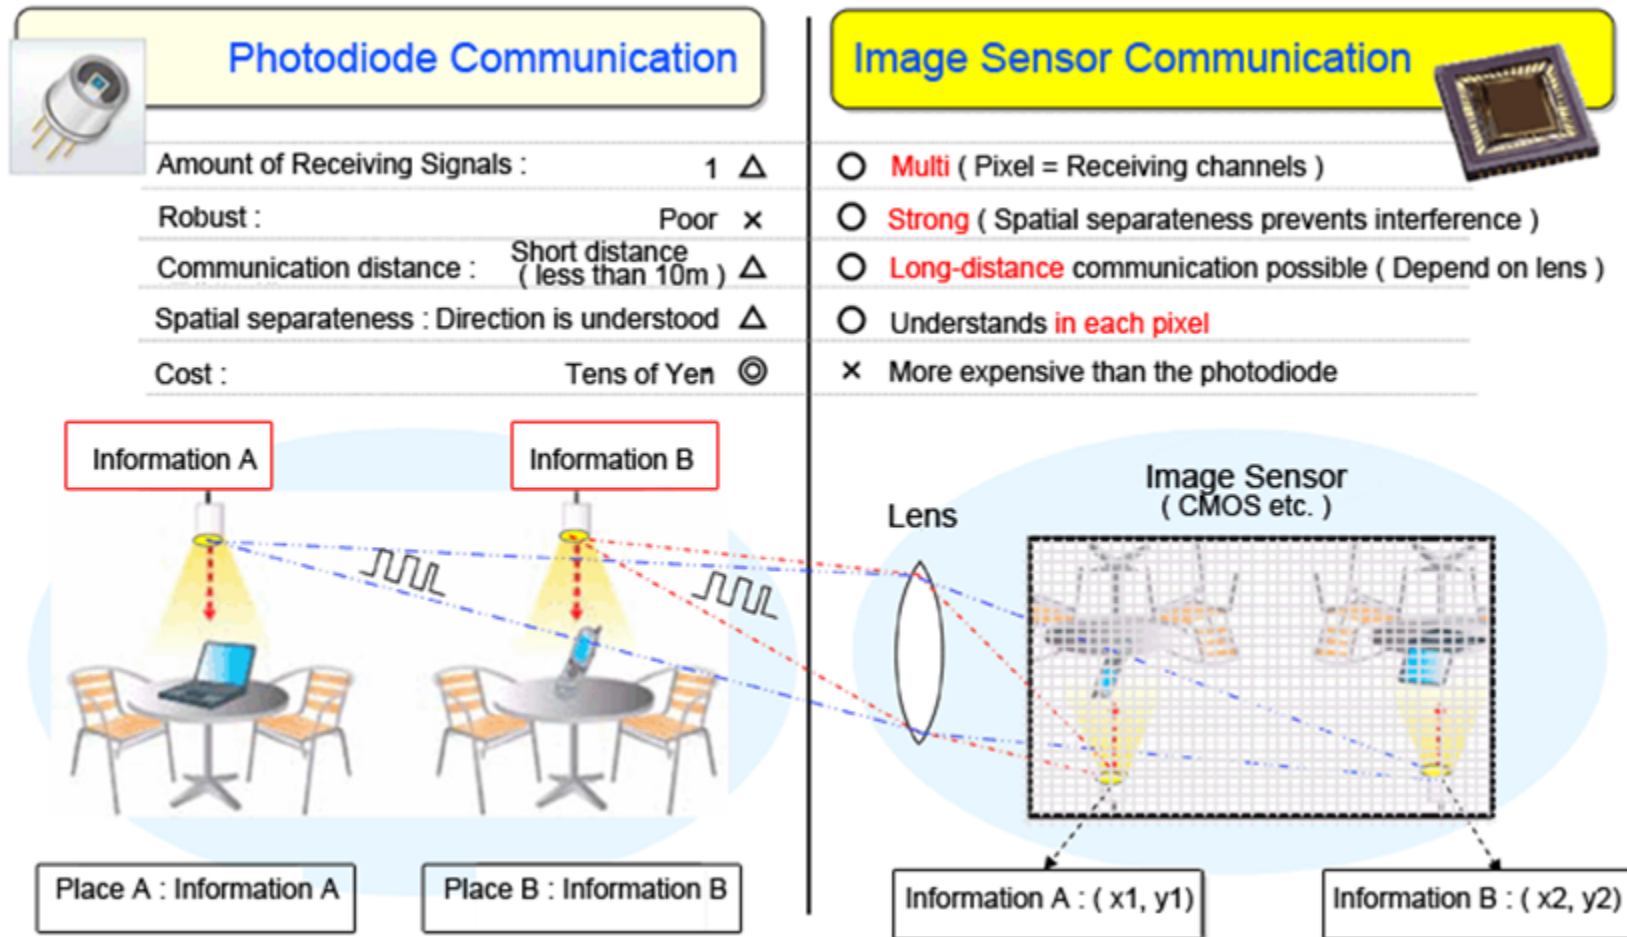 Photodiode Communication
Image Sensor Communication
Amount of Receiving Signals : 1 △
○ Multi ( Pixel = Receiving channels )
Robust : Poor ×
○ Strong ( Spatial separateness prevents interference )
Communication distance : Short distance
( less than 10m ) △
○ Long-distance communication possible ( Depend on lens )
Spatial separateness : Direction is understood △
○ Understands in each pixel
Cost : Tens of Yen ◎
× More expensive than the photodiode
Information A
Information B
Lens
Image Sensor
( CMOS etc. )
Place A : Information A
Place B : Information B
Information A : ( x1, y1)
Information B : ( x2, y2)